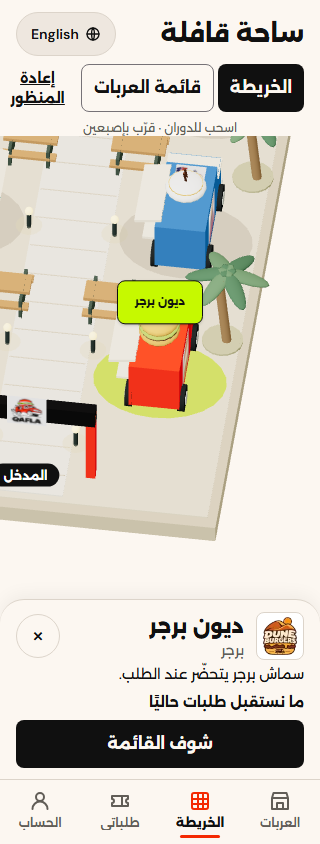 ساحة قافلة
English
الخريطة
قائمة العربات
إعادة المنظور
اسحب للدوران · قرّب بإصبعين
ديون برجر
QAFLA
المدخل
DUNE BURGERS
ديون برجر
برجر
سماش برجر يتحضّر عند الطلب.
ما نستقبل طلبات حاليًا
شوف القائمة
العربات
الخريطة
طلباتي
الحساب